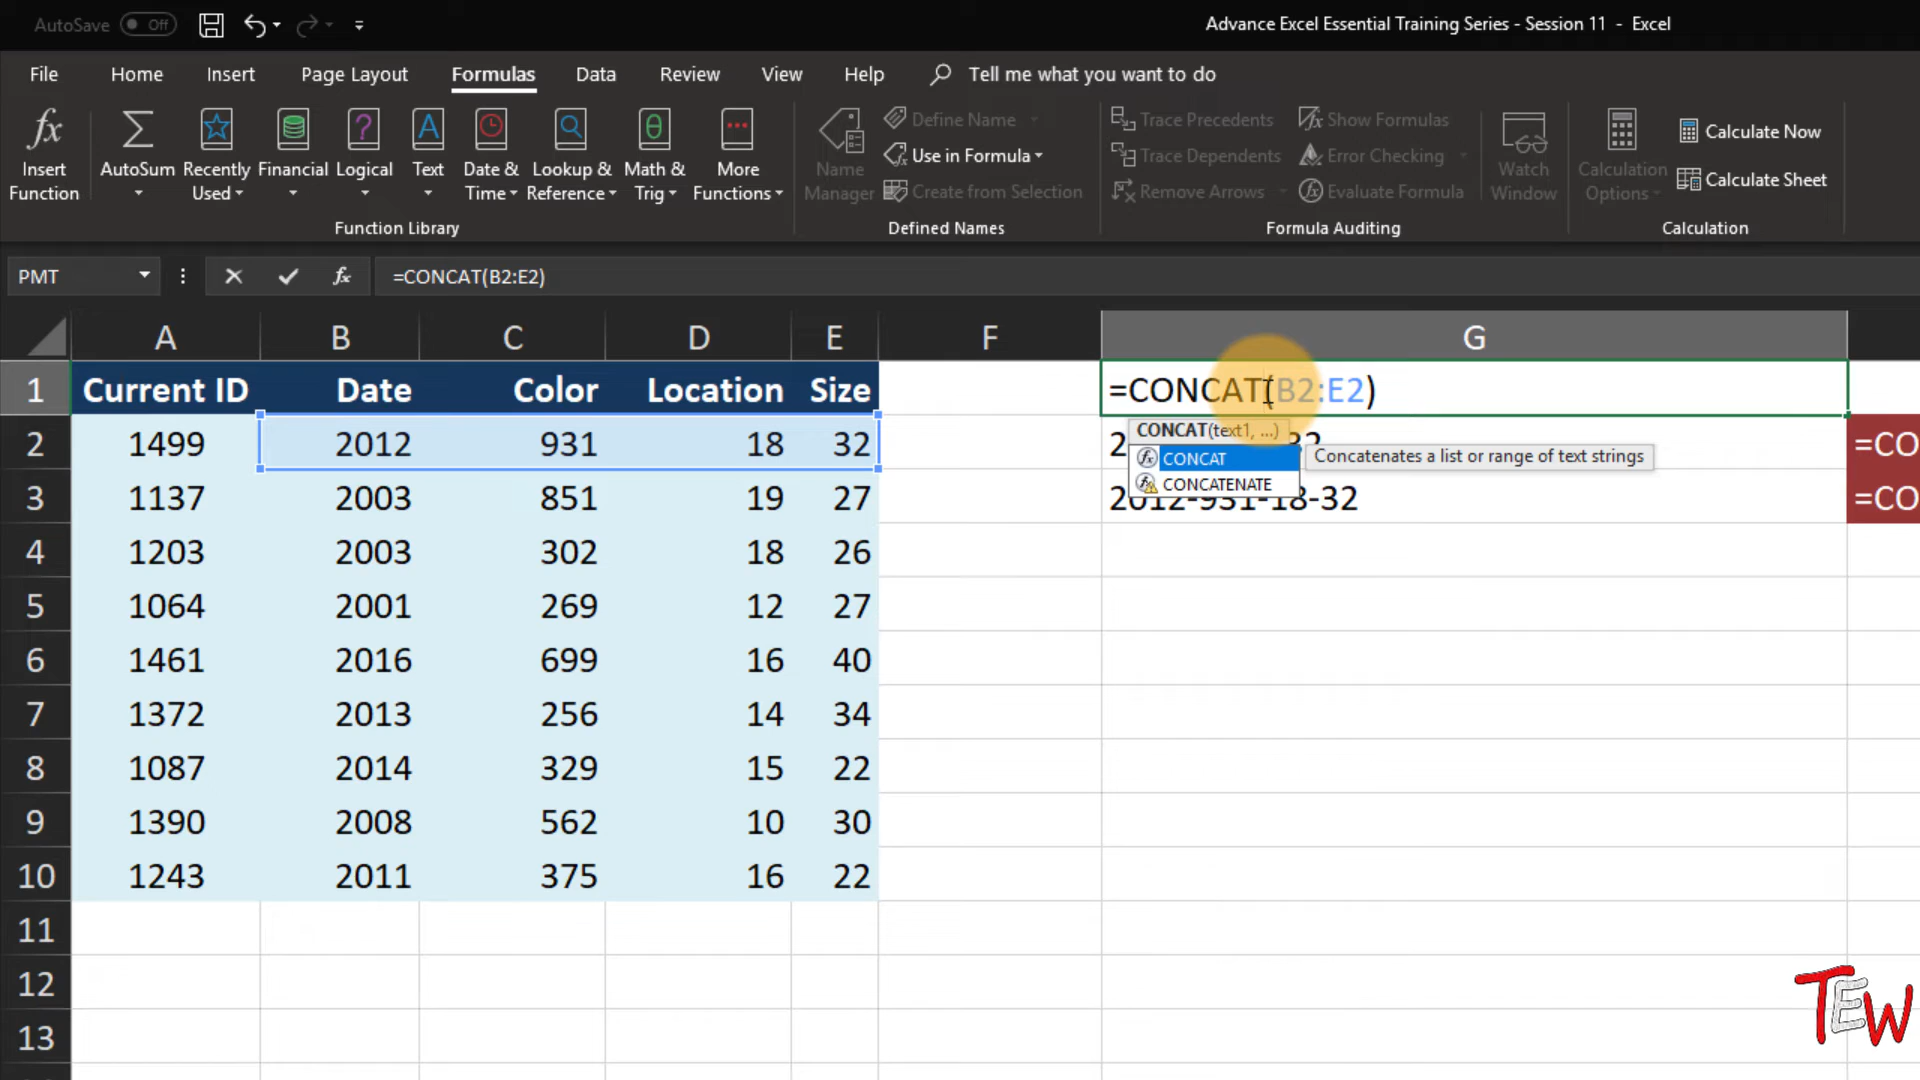 AutoSave Off Advance Excel Essential Training Series - Session 11 - Excel
File Home Insert Page Layout Formulas Data Review View Help Tell me what you want to do
Insert Function
AutoSum
Recently Used
Financial
Logical
Text
Date & Time
Lookup & Reference
Math & Trig
More Functions
Function Library
Name Manager
Define Name
Use in Formula
Create from Selection
Defined Names
Trace Precedents
Trace Dependents
Remove Arrows
Show Formulas
Error Checking
Evaluate Formula
Watch Window
Formula Auditing
Calculation Options
Calculate Now
Calculate Sheet
Calculation
PMT fx =CONCAT(B2:E2)
A B C D E F G
1 Current ID Date Color Location Size =CONCAT(B2:E2)
CONCAT(text1, ...)
2 1499 2012 931 18 32 =CO
CONCAT Concatenates a list or range of text strings
CONCATENATE
3 1137 2003 851 19 27 2012-931-18-32 =CO
4 1203 2003 302 18 26
5 1064 2001 269 12 27
6 1461 2016 699 16 40
7 1372 2013 256 14 34
8 1087 2014 329 15 22
9 1390 2008 562 10 30
10 1243 2011 375 16 22
11
12
13
TEW